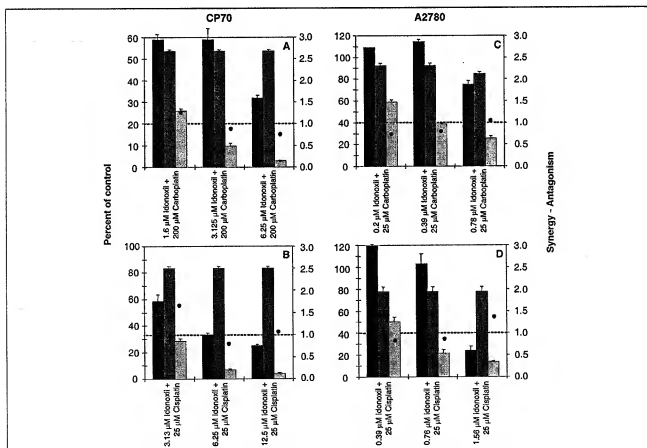 CP70
A2780
Percent of control
Synergy - Antagonism
A
60
50
40
30
20
10
0
3.0
2.5
2.0
1.5
1.0
0.5
0.0
1.6 µM Idonoxil +
200 µM Carboplatin
3.125 µM Idonoxil +
200 µM Carboplatin
6.25 µM Idonoxil +
200 µM Carboplatin
C
120
100
80
60
40
20
0
3.0
2.5
2.0
1.5
1.0
0.5
0.0
0.2 µM Idonoxil +
25 µM Carboplatin
0.39 µM Idonoxil +
25 µM Carboplatin
0.78 µM Idonoxil +
25 µM Carboplatin
B
100
80
60
40
20
0
3.0
2.5
2.0
1.5
1.0
0.5
0.0
3.13 µM Idonoxil +
25 µM Cisplatin
6.25 µM Idonoxil +
25 µM Cisplatin
12.5 µM Idonoxil +
25 µM Cisplatin
D
120
100
80
60
40
20
0
3.0
2.5
2.0
1.5
1.0
0.5
0.0
0.39 µM Idonoxil +
25 µM Cisplatin
0.76 µM Idonoxil +
25 µM Cisplatin
1.56 µM Idonoxil +
25 µM Cisplatin